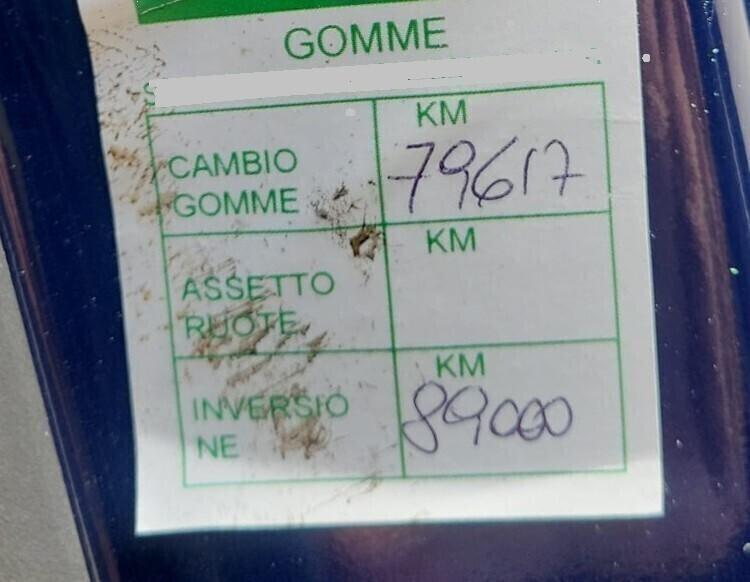 GOMME
KM
CAMBIO
GOMME
79617
KM
ASSETTO
RUOTE
KM
INVERSIO
NE
89000